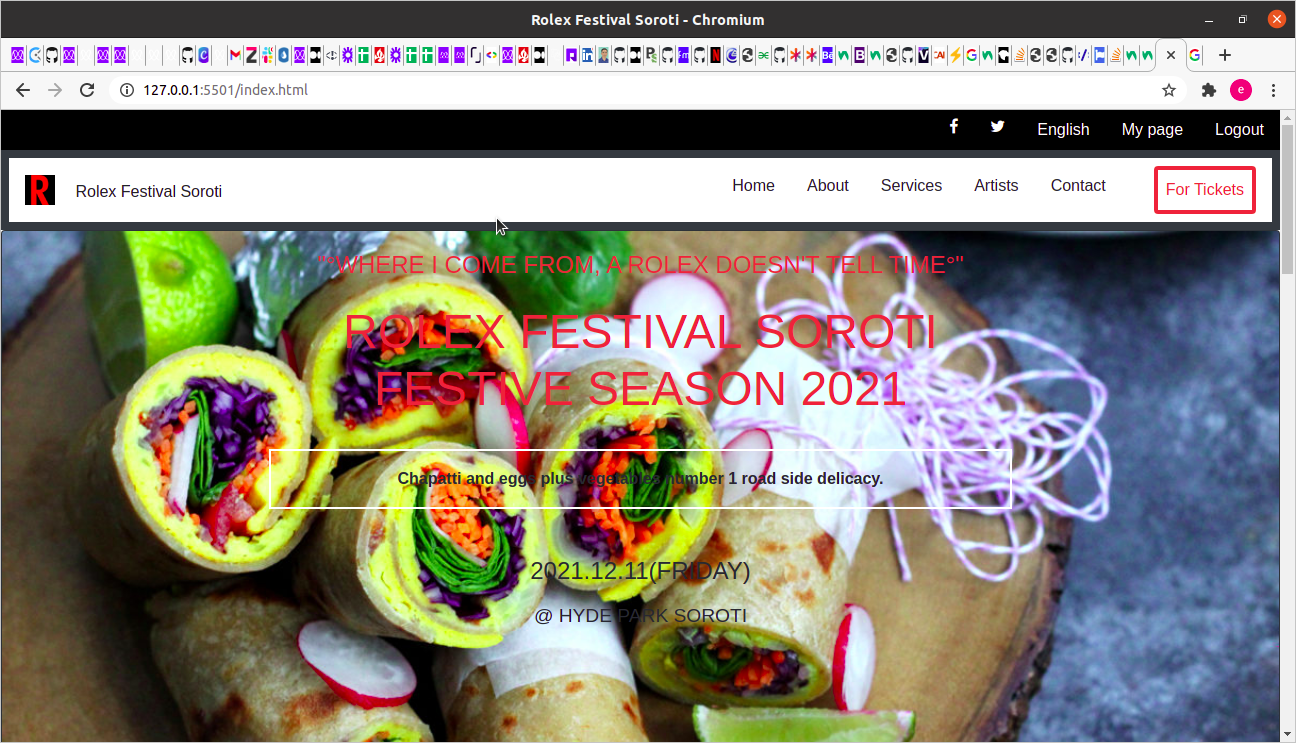 Rolex Festival Soroti - Chromium
127.0.0.1:5501/index.html
e
English My page Logout
R Rolex Festival Soroti Home About Services Artists Contact For Tickets
"°WHERE I COME FROM, A ROLEX DOESN'T TELL TIME°"
ROLEX FESTIVAL SOROTI
FESTIVE SEASON 2021
Chapatti and eggs plus vegetables number 1 road side delicacy.
2021.12.11(FRIDAY)
@ HYDE PARK SOROTI